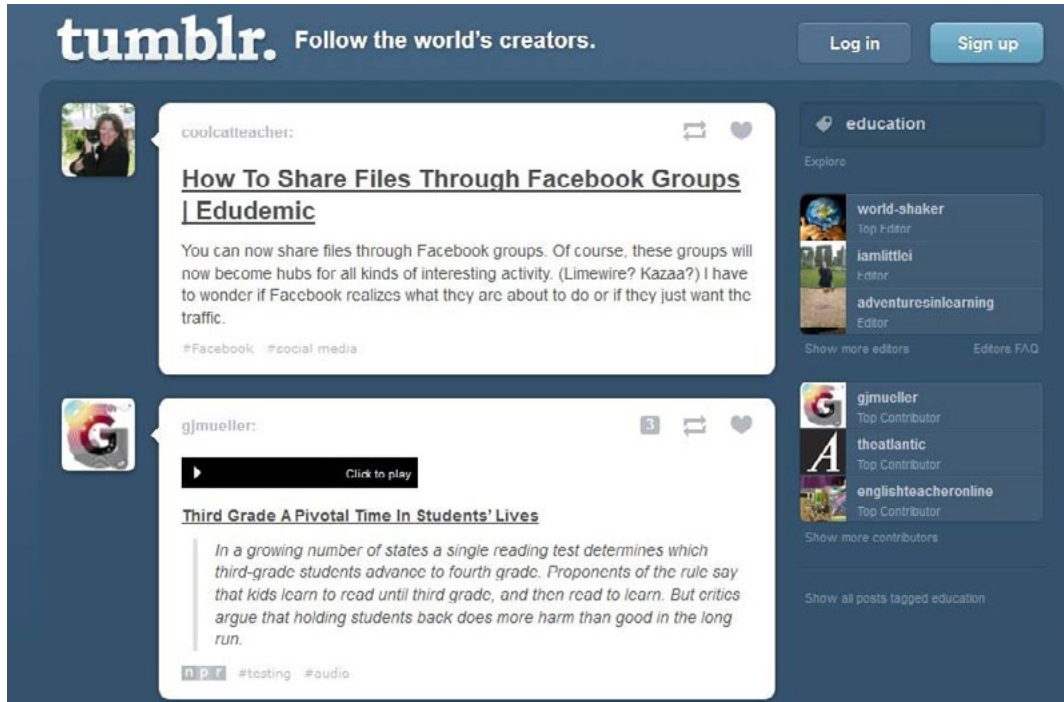 tumblr. Follow the world's creators.
Log in
Sign up
coolcatteacher:
How To Share Files Through Facebook Groups
| Edudemic
You can now share files through Facebook groups. Of course, these groups will
now become hubs for all kinds of interesting activity. (Limewire? Kazaa?) I have
to wonder if Facebook realizes what they are about to do or if they just want the
traffic.
#Facebook #social media
gjmueller:
3
Click to play
Third Grade A Pivotal Time In Students' Lives
In a growing number of states a single reading test determines which
third-grade students advance to fourth grade. Proponents of the rule say
that kids learn to read until third grade, and then read to learn. But critics
argue that holding students back does more harm than good in the long
run.
npr #testing #audio
education
Explore
world-shaker
Top Editor
iamlittlei
Editor
adventuresinlearning
Editor
Show more editors
Editors FAQ
G
gjmueller
Top Contributor
A
theatlantic
Top Contributor
englishteacheronline
Top Contributor
Show more contributors
Show all posts tagged education